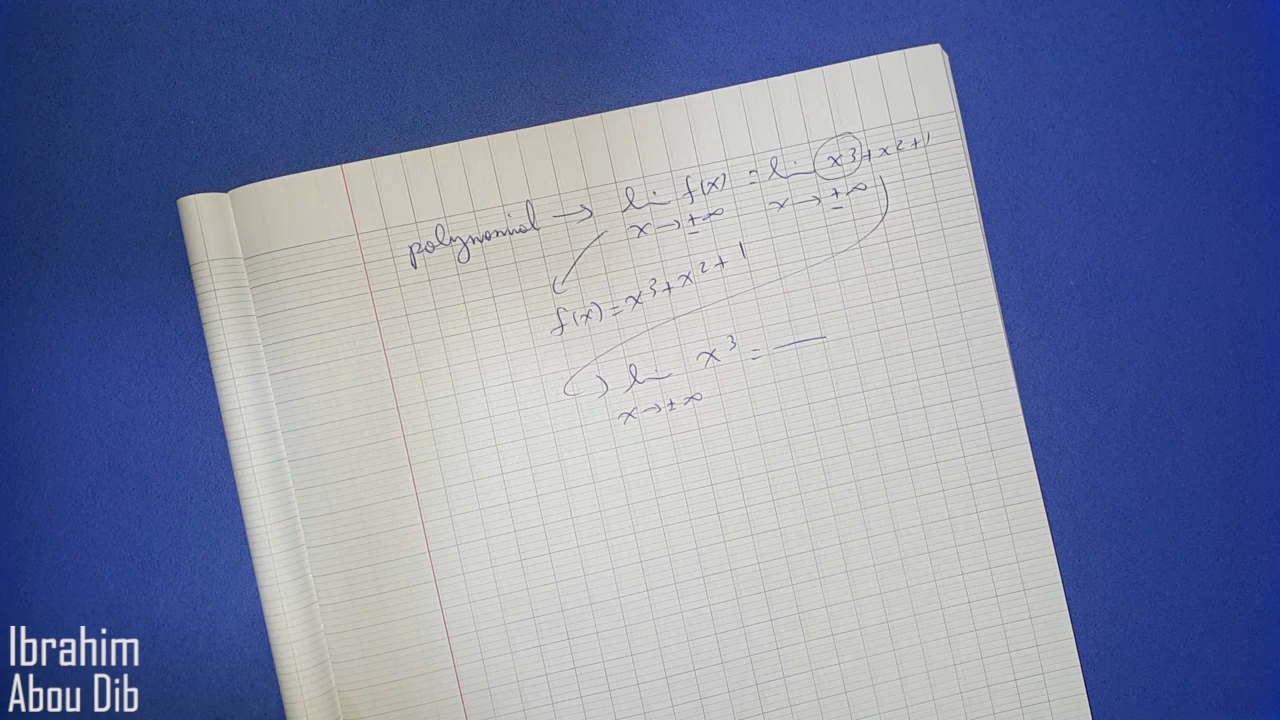 polynomial → lim f(x) = lim x³+x²+1
x→±∞ x→±∞
f(x)=x³+x²+1
lim x³ = —
x→±∞
Ibrahim
Abou Dib